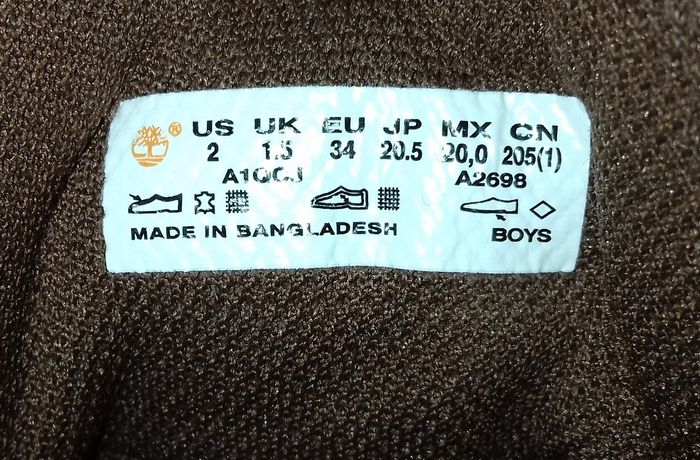 ® US UK EU JP MX CN
2 1.5 34 20.5 20,0 205(1)
A1QCJ A2698
MADE IN BANGLADESH BOYS